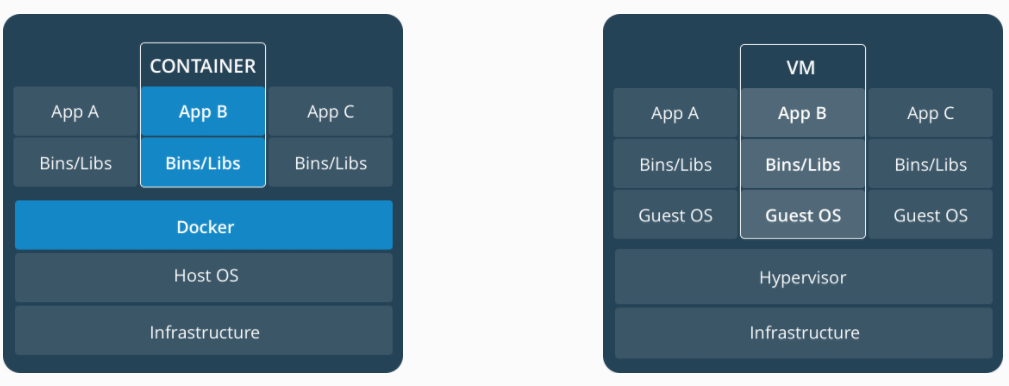 CONTAINER
App A App B App C
Bins/Libs Bins/Libs Bins/Libs
Docker
Host OS
Infrastructure
VM
App A App B App C
Bins/Libs Bins/Libs Bins/Libs
Guest OS Guest OS Guest OS
Hypervisor
Infrastructure